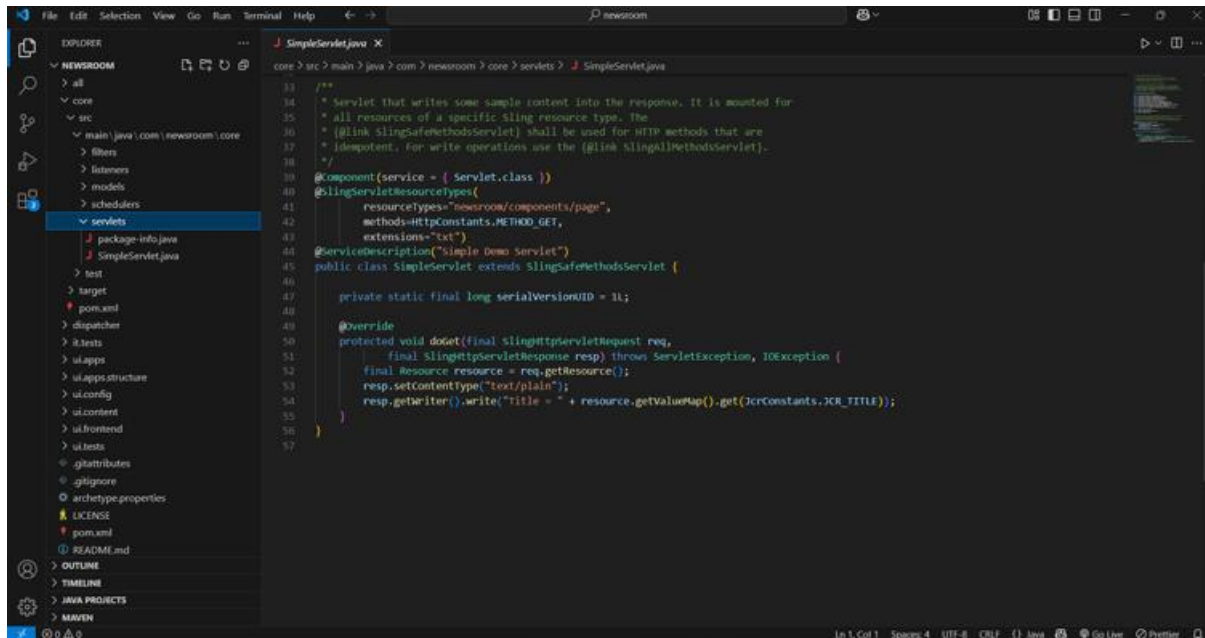 File Edit Selection View Go Run Terminal Help
newsroom
EXPLORER
NEWSROOM
all
core
src
main\java\com\newsroom\core
filters
listeners
models
schedulers
servlets
package-info.java
SimpleServlet.java
test
target
pom.xml
dispatcher
it.tests
ui.apps
ui.apps.structure
ui.config
ui.content
ui.frontend
ui.tests
.gitattributes
.gitignore
archetype.properties
LICENSE
pom.xml
README.md
OUTLINE
TIMELINE
JAVA PROJECTS
MAVEN
SimpleServlet.java
core > src > main > java > com > newsroom > core > servlets > SimpleServlet.java
33 /**
34 * Servlet that writes some sample content into the response. It is mounted for
35 * all resources of a specific Sling resource type. The
36 * {@link SlingSafeMethodsServlet} shall be used for HTTP methods that are
37 * idempotent. For write operations use the {@link SlingAllMethodsServlet}.
38 */
39 @Component(service = { Servlet.class })
40 @SlingServletResourceTypes(
41 resourceTypes="newsroom/components/page",
42 methods=HttpConstants.METHOD_GET,
43 extensions="txt")
44 @ServiceDescription("Simple Demo Servlet")
45 public class SimpleServlet extends SlingSafeMethodsServlet {
46
47 private static final long serialVersionUID = 1L;
48
49 @Override
50 protected void doGet(final SlingHttpServletRequest req,
51 final SlingHttpServletResponse resp) throws ServletException, IOException {
52 final Resource resource = req.getResource();
53 resp.setContentType("text/plain");
54 resp.getWriter().write("Title = " + resource.getValueMap().get(JcrConstants.JCR_TITLE));
55 }
56 }
57
0 0
Ln 1, Col 1 Spaces: 4 UTF-8 CRLF {} Java Go Live Prettier